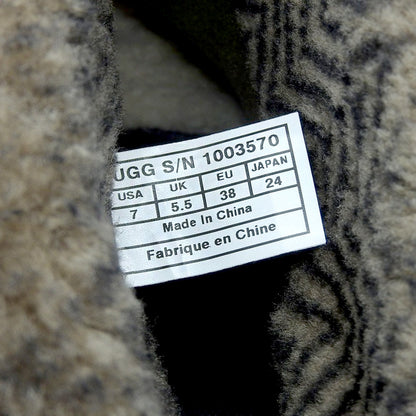 UGG S/N 1003570
USA UK EU JAPAN
7 5.5 38 24
Made In China
Fabrique en Chine